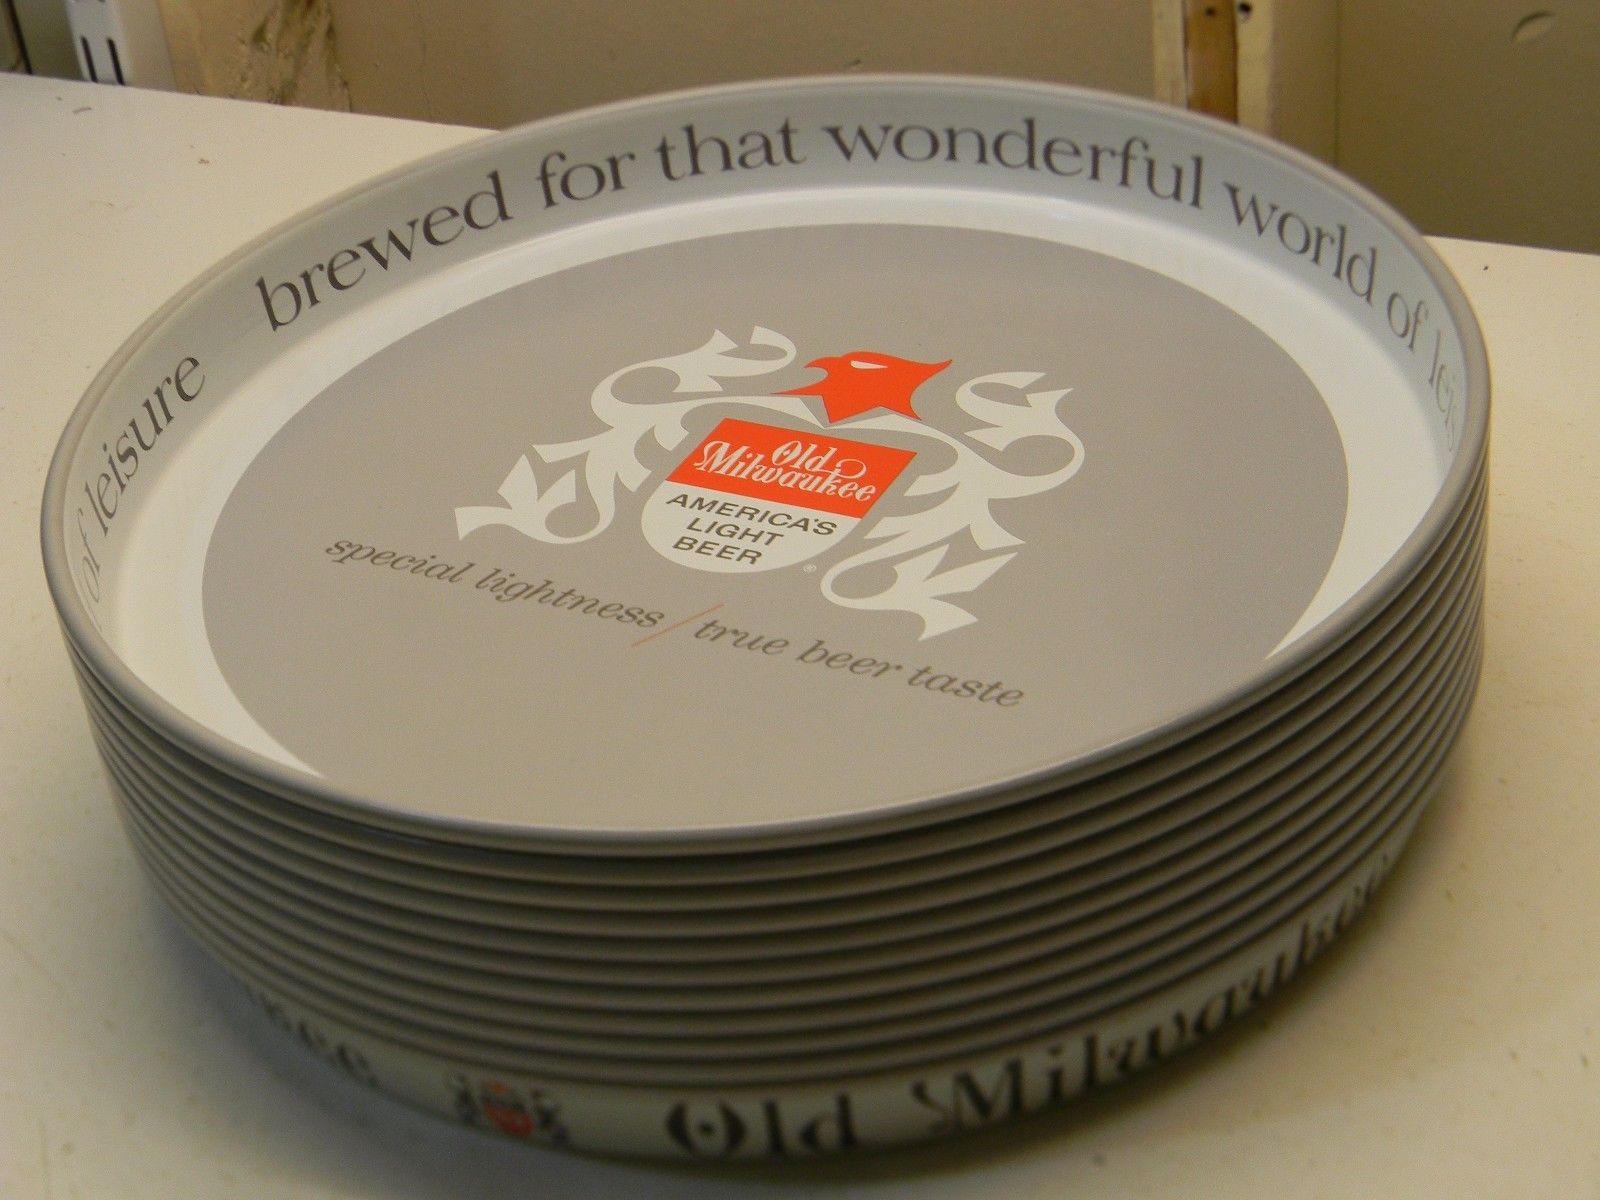 brewed for that wonderful world of leis
of leisure
Old
Milwaukee
AMERICA'S
LIGHT
BEER
®
special lightness / true beer taste
Old Milwaukee